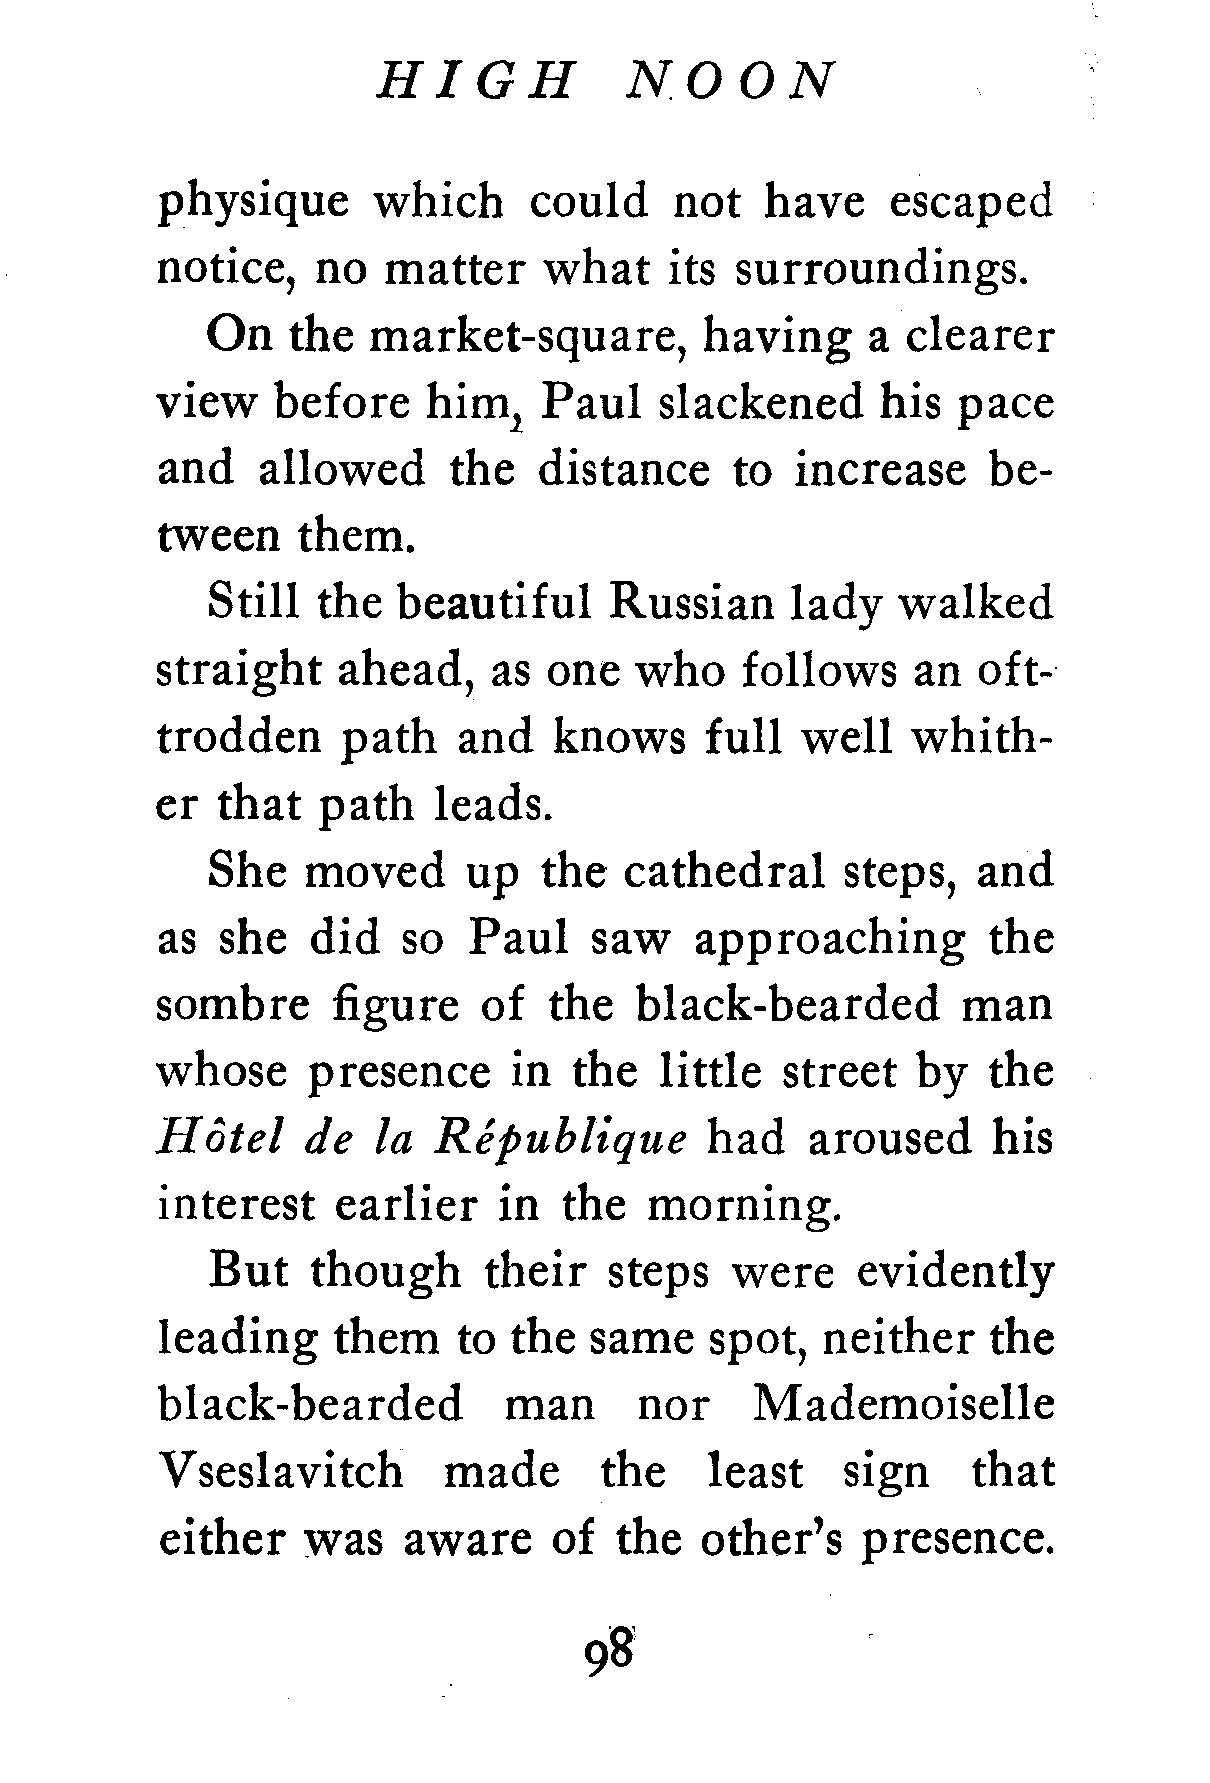 HIGH NOON
physique which could not have escaped
notice, no matter what its surroundings.
On the market-square, having a clearer
view before him, Paul slackened his pace
and allowed the distance to increase be-
tween them.
Still the beautiful Russian lady walked
straight ahead, as one who follows an oft-
trodden path and knows full well whith-
er that path leads.
She moved up the cathedral steps, and
as she did so Paul saw approaching the
sombre figure of the black-bearded man
whose presence in the little street by the
Hôtel de la République had aroused his
interest earlier in the morning.
But though their steps were evidently
leading them to the same spot, neither the
black-bearded man nor Mademoiselle
Vseslavitch made the least sign that
either was aware of the other's presence.
98